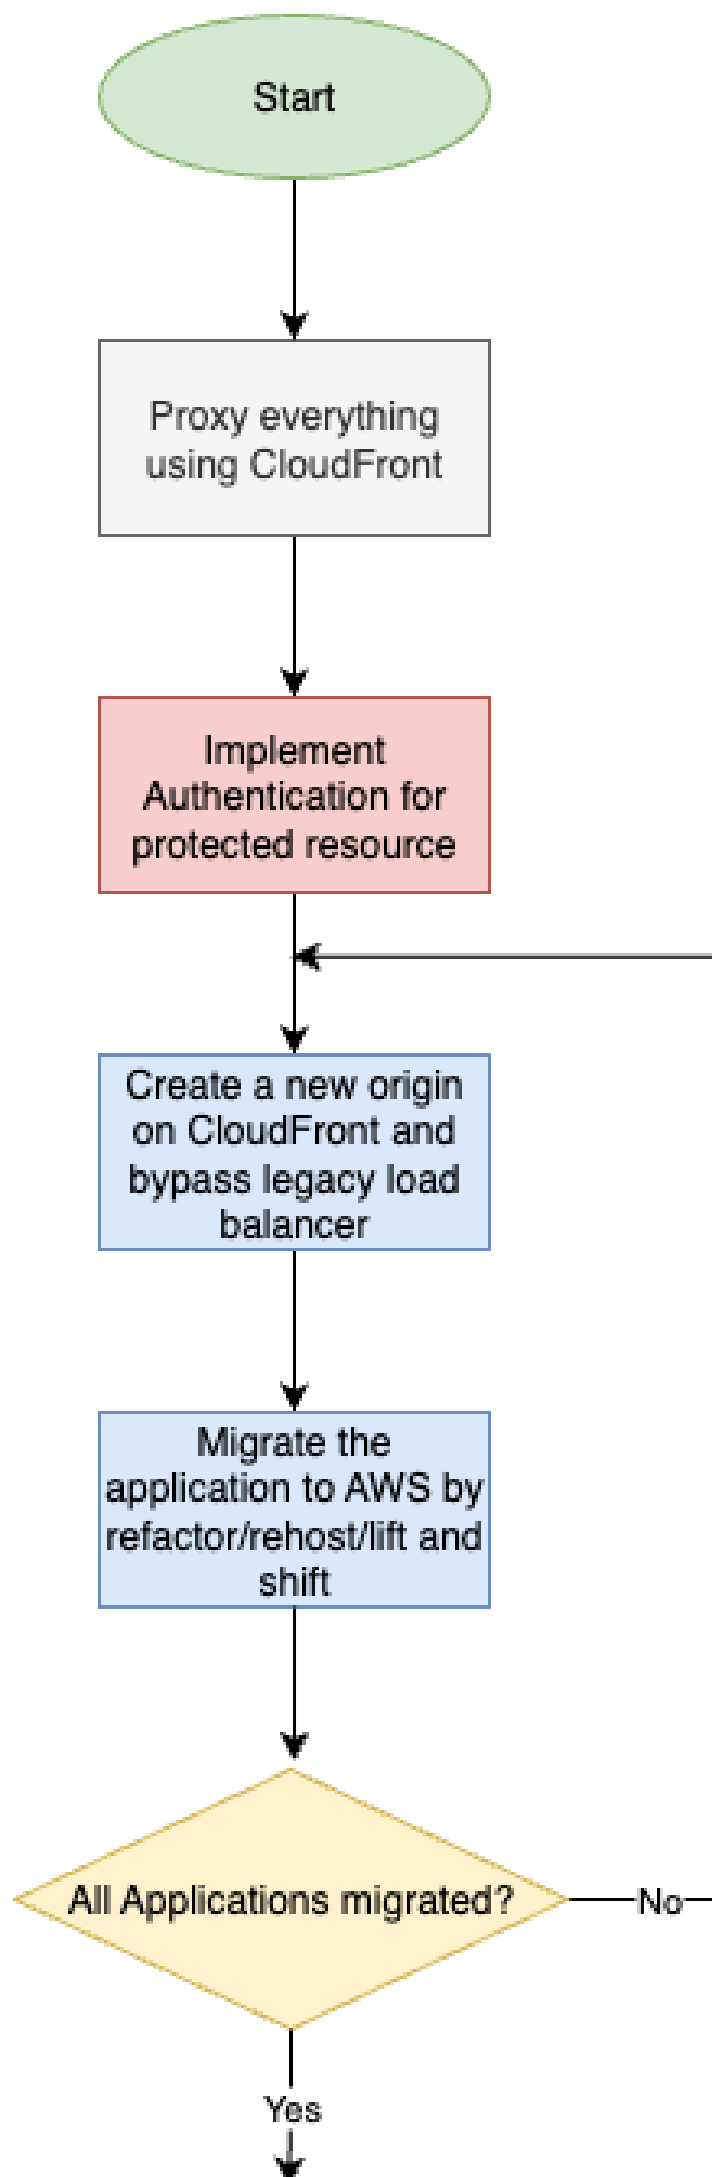 Start
Proxy everything
using CloudFront
Implement
Authentication for
protected resource
Create a new origin
on CloudFront and
bypass legacy load
balancer
Migrate the
application to AWS by
refactor/rehost/lift and
shift
All Applications migrated?
No
Yes